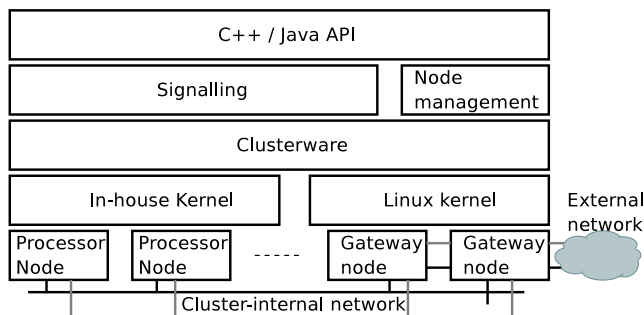 C++ / Java API
Signalling
Node
management
Clusterware
In-house Kernel
Linux kernel
External
network
Processor
Node
Processor
Node
Gateway
node
Gateway
node
Cluster-internal network